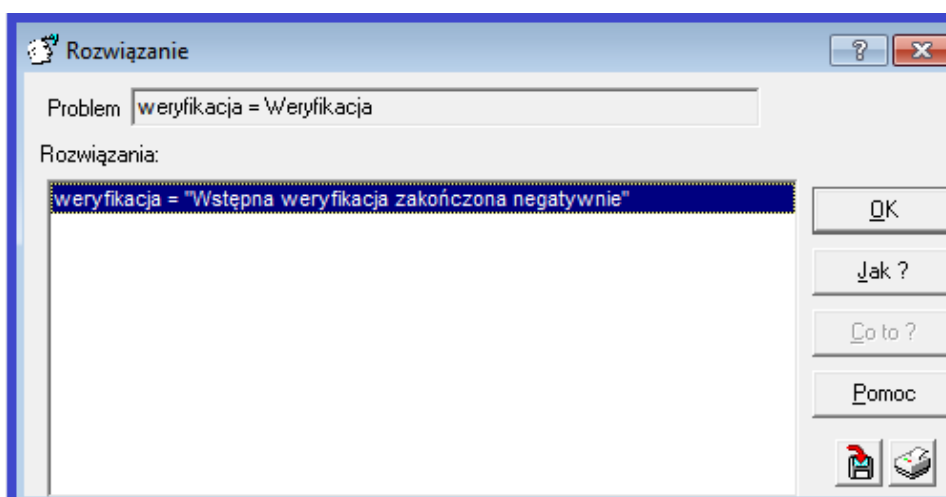 Rozwiązanie
Problem weryfikacja = Weryfikacja
Rozwiązania:
weryfikacja = "Wstępna weryfikacja zakończona negatywnie"
OK
Jak ?
Co to ?
Pomoc